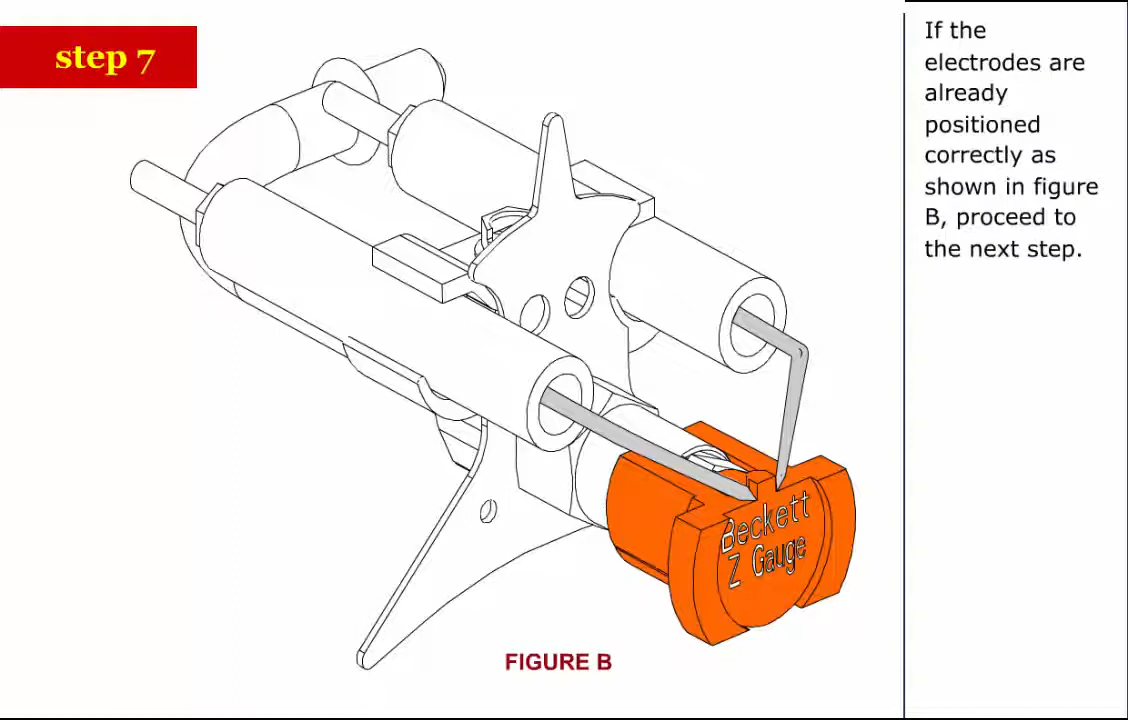 step 7
If the
electrodes are
already
positioned
correctly as
shown in figure
B, proceed to
the next step.
Beckett
Z Gauge
FIGURE B